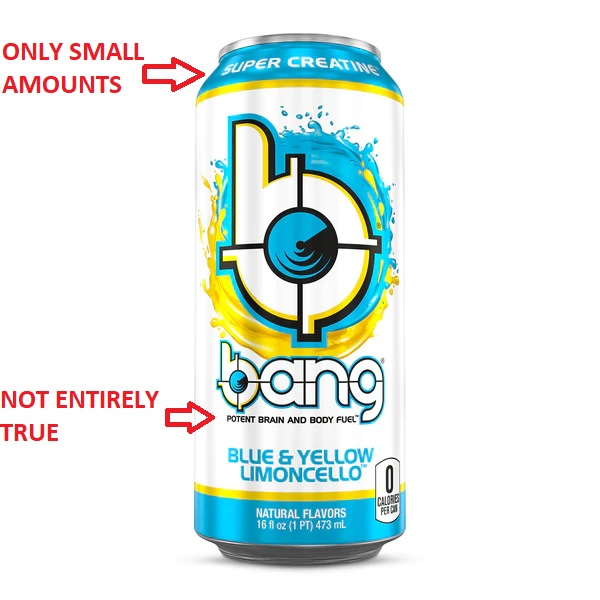 ONLY SMALL
AMOUNTS
SUPER CREATINE
bang®
POTENT BRAIN AND BODY FUEL™
NOT ENTIRELY
TRUE
BLUE & YELLOW
LIMONCELLO™
0
CALORIES
PER CAN
NATURAL FLAVORS
16 fl oz (1 PT) 473 mL